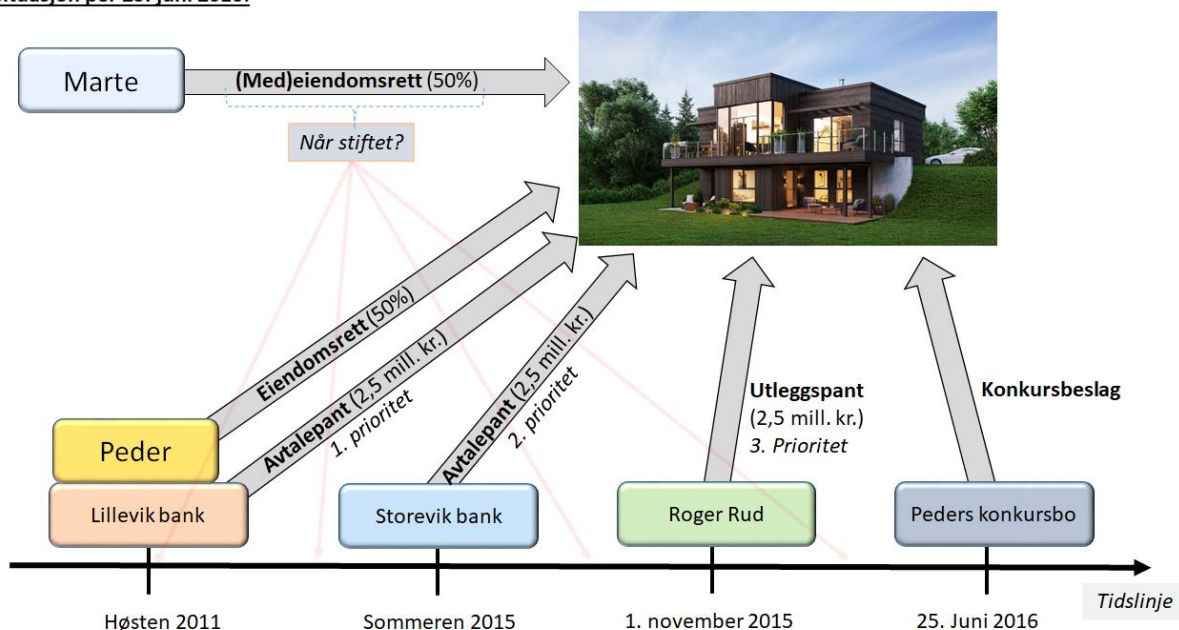 Marte
(Med)eiendomsrett (50%)
Når stiftet?
Eiendomsrett (50%)
Avtalepant (2,5 mill. kr.)
1. prioritet
Avtalepant (2,5 mill. kr.)
2. prioritet
Utleggspant
(2,5 mill. kr.)
3. Prioritet
Konkursbeslag
Peder
Lillevik bank
Storevik bank
Roger Rud
Peders konkursbo
Tidslinje
Høsten 2011
Sommeren 2015
1. november 2015
25. Juni 2016